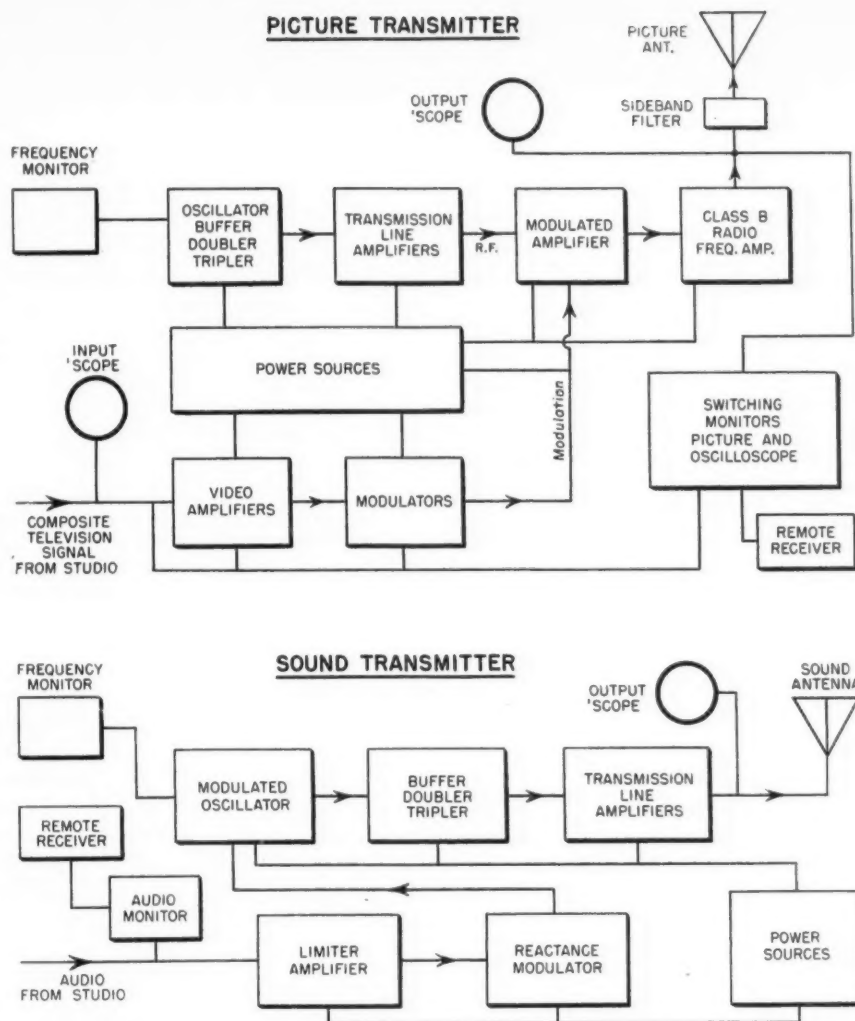 PICTURE TRANSMITTER
PICTURE
ANT.
OUTPUT
'SCOPE
SIDEBAND
FILTER
FREQUENCY
MONITOR
OSCILLATOR
BUFFER
DOUBLER
TRIPLER
TRANSMISSION
LINE
AMPLIFIERS
R.F.
MODULATED
AMPLIFIER
CLASS B
RADIO
FREQ. AMP.
INPUT
'SCOPE
POWER SOURCES
Modulation
SWITCHING
MONITORS
PICTURE AND
OSCILLOSCOPE
VIDEO
AMPLIFIERS
MODULATORS
COMPOSITE
TELEVISION
SIGNAL
FROM STUDIO
REMOTE
RECEIVER
SOUND TRANSMITTER
FREQUENCY
MONITOR
OUTPUT
'SCOPE
SOUND
ANTENNA
MODULATED
OSCILLATOR
BUFFER
DOUBLER
TRIPLER
TRANSMISSION
LINE
AMPLIFIERS
REMOTE
RECEIVER
AUDIO
MONITOR
LIMITER
AMPLIFIER
REACTANCE
MODULATOR
POWER
SOURCES
AUDIO
FROM STUDIO